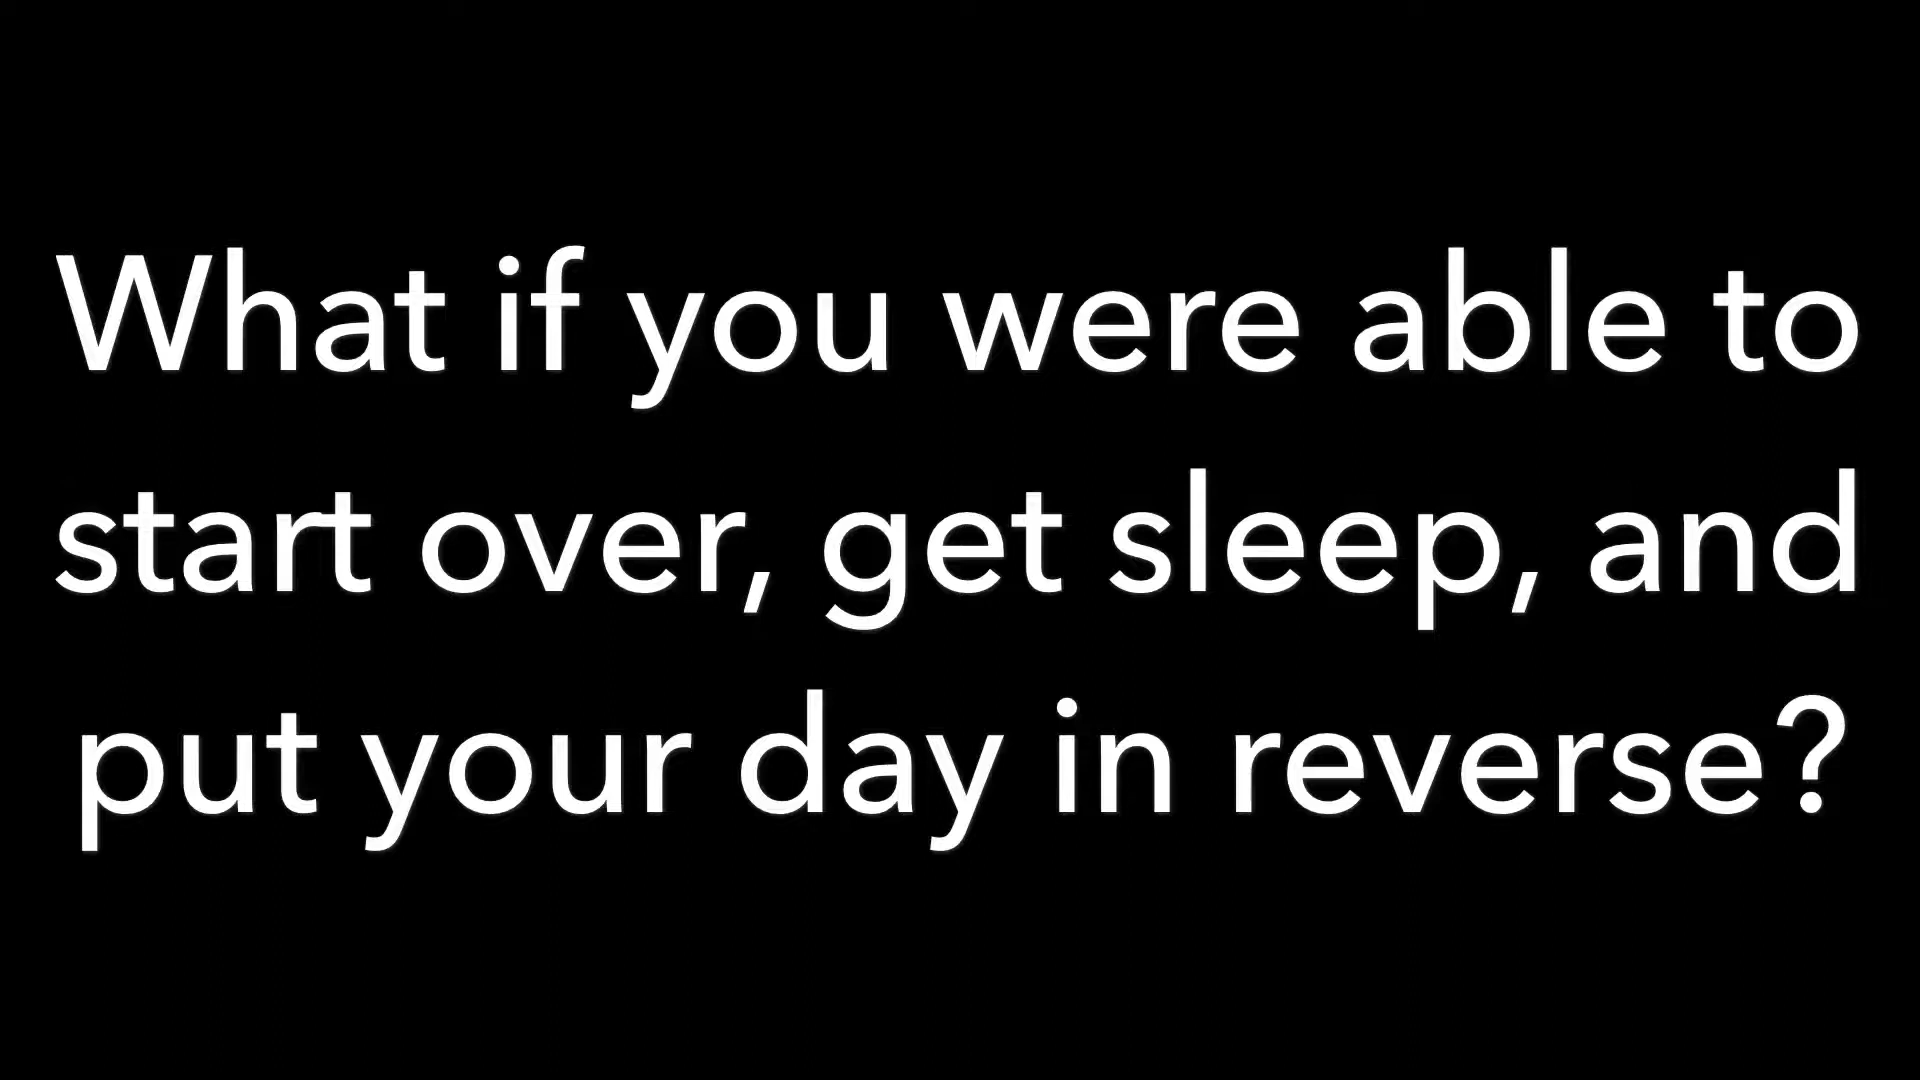 What if you were able to
start over, get sleep, and
put your day in reverse?